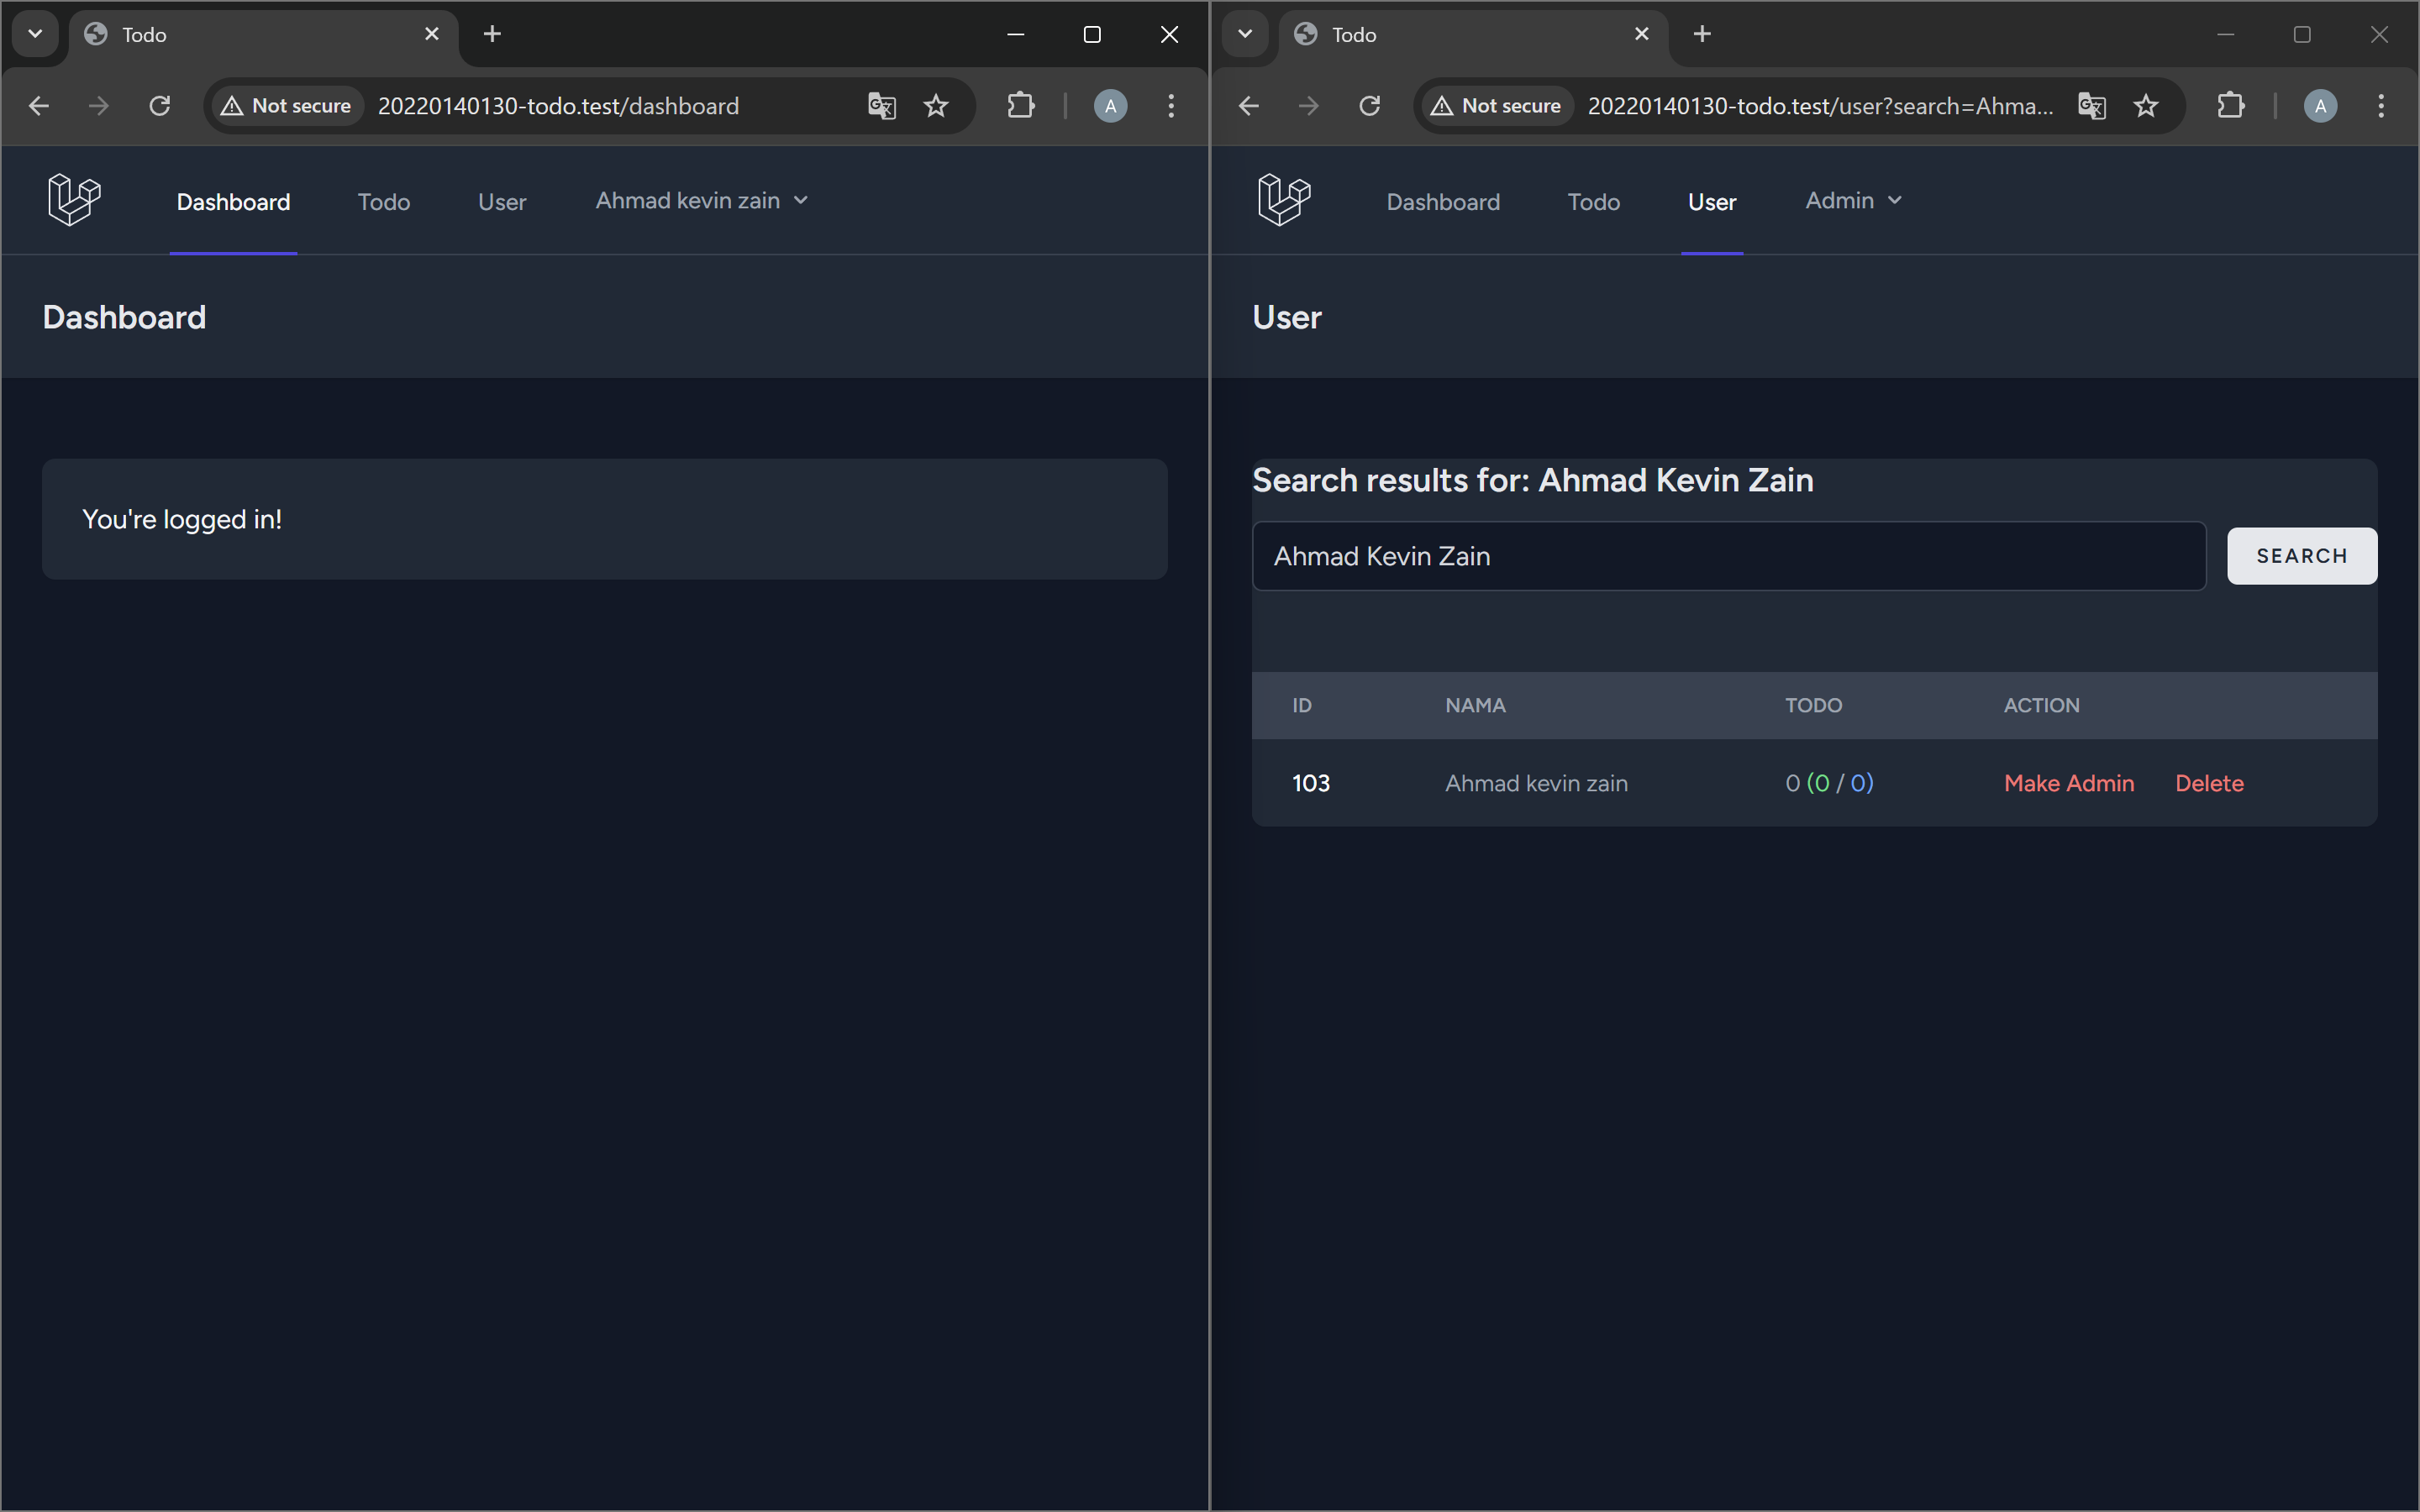 Todo
Not secure 20220140130-todo.test/dashboard A
Dashboard Todo User Ahmad kevin zain
Dashboard
You're logged in!
Todo
Not secure 20220140130-todo.test/user?search=Ahma... A
Dashboard Todo User Admin
User
Search results for: Ahmad Kevin Zain
Ahmad Kevin Zain SEARCH
ID NAMA TODO ACTION
103 Ahmad kevin zain 0 (0 / 0) Make Admin Delete